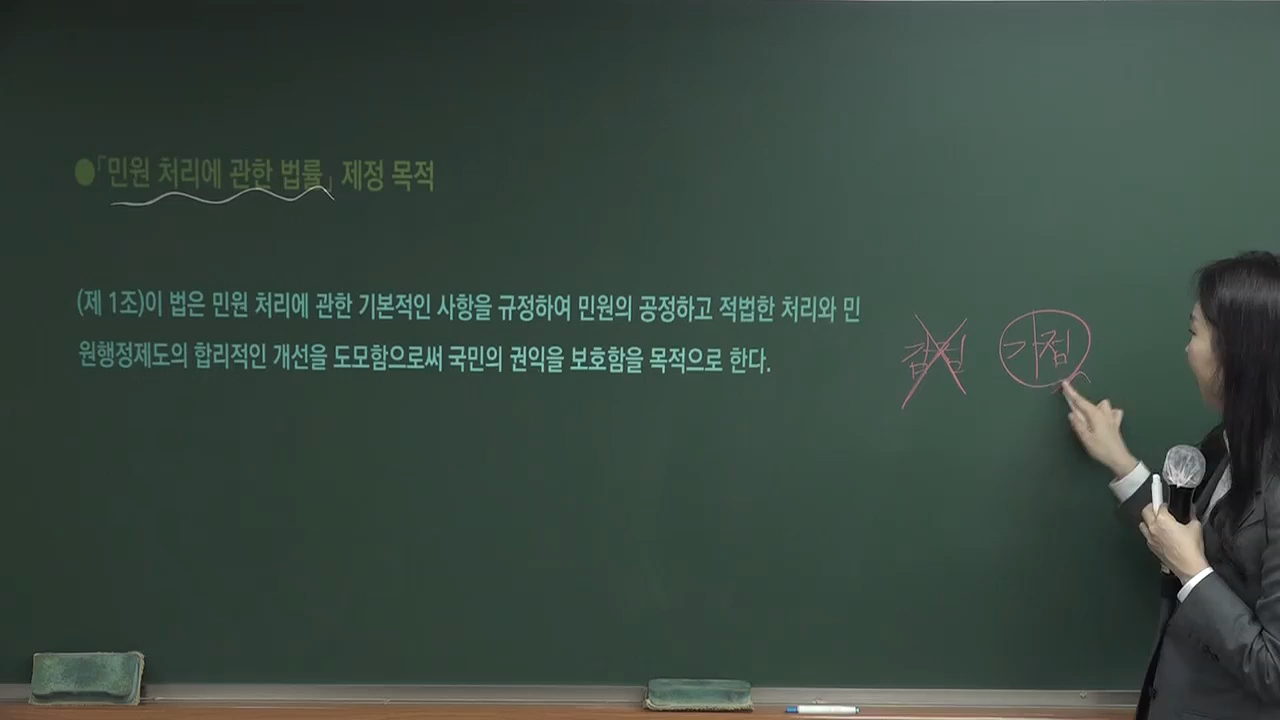 ●「민원 처리에 관한 법률」 제정 목적
(제 1조)이 법은 민원 처리에 관한 기본적인 사항을 규정하여 민원의 공정하고 적법한 처리와 민
원행정제도의 합리적인 개선을 도모함으로써 국민의 권익을 보호함을 목적으로 한다.
감점 가점